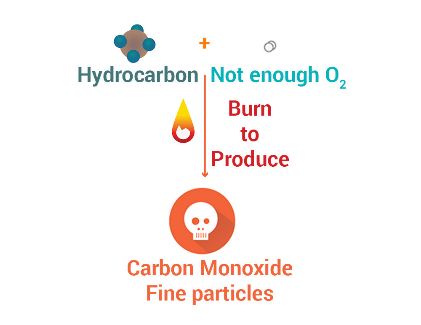 +
Hydrocarbon Not enough O₂
Burn
to
Produce
Carbon Monoxide
Fine particles